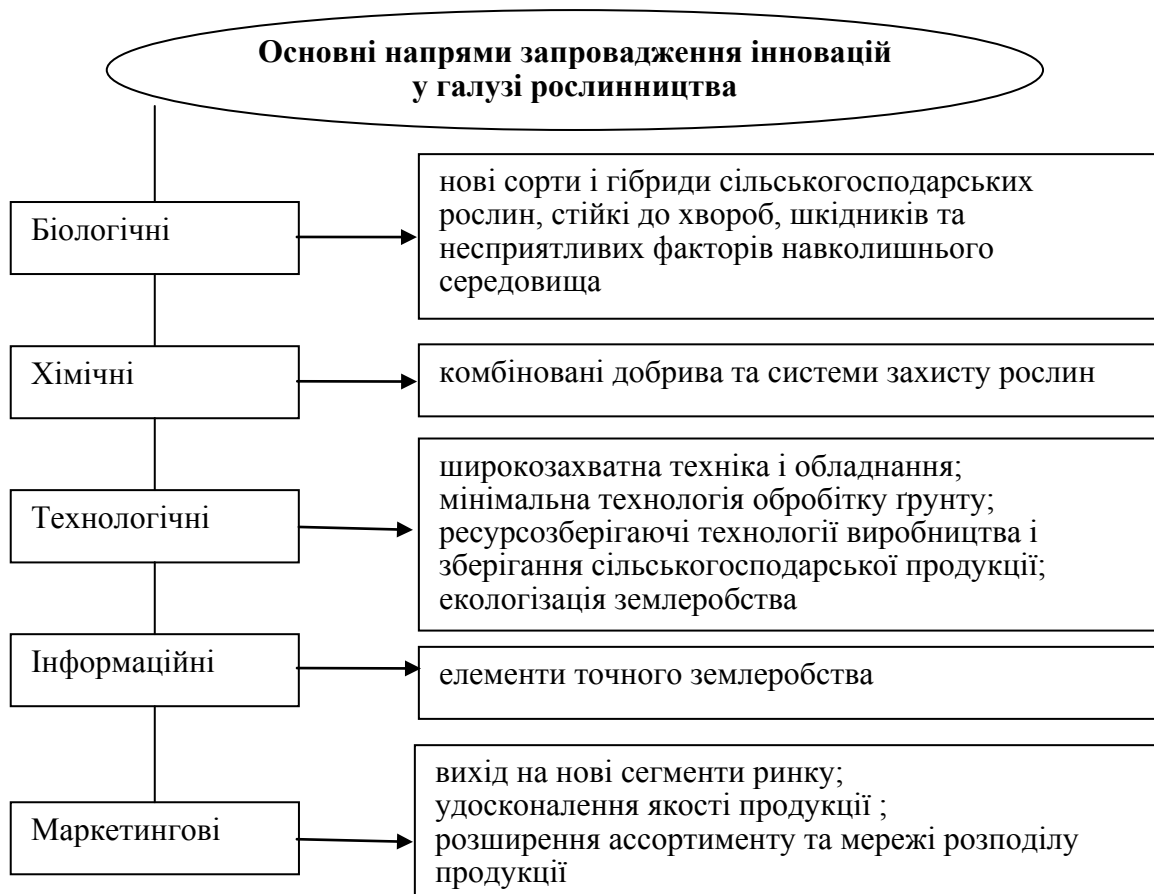 Основні напрями запровадження інновацій
у галузі рослинництва
Біологічні
нові сорти і гібриди сільськогосподарських
рослин, стійкі до хвороб, шкідників та
несприятливих факторів навколишнього
середовища
Хімічні
комбіновані добрива та системи захисту рослин
Технологічні
широкозахватна техніка і обладнання;
мінімальна технологія обробітку ґрунту;
ресурсозберігаючі технології виробництва і
зберігання сільськогосподарської продукції;
екологізація землеробства
Інформаційні
елементи точного землеробства
Маркетингові
вихід на нові сегменти ринку;
удосконалення якості продукції ;
розширення ассортименту та мережі розподілу
продукції